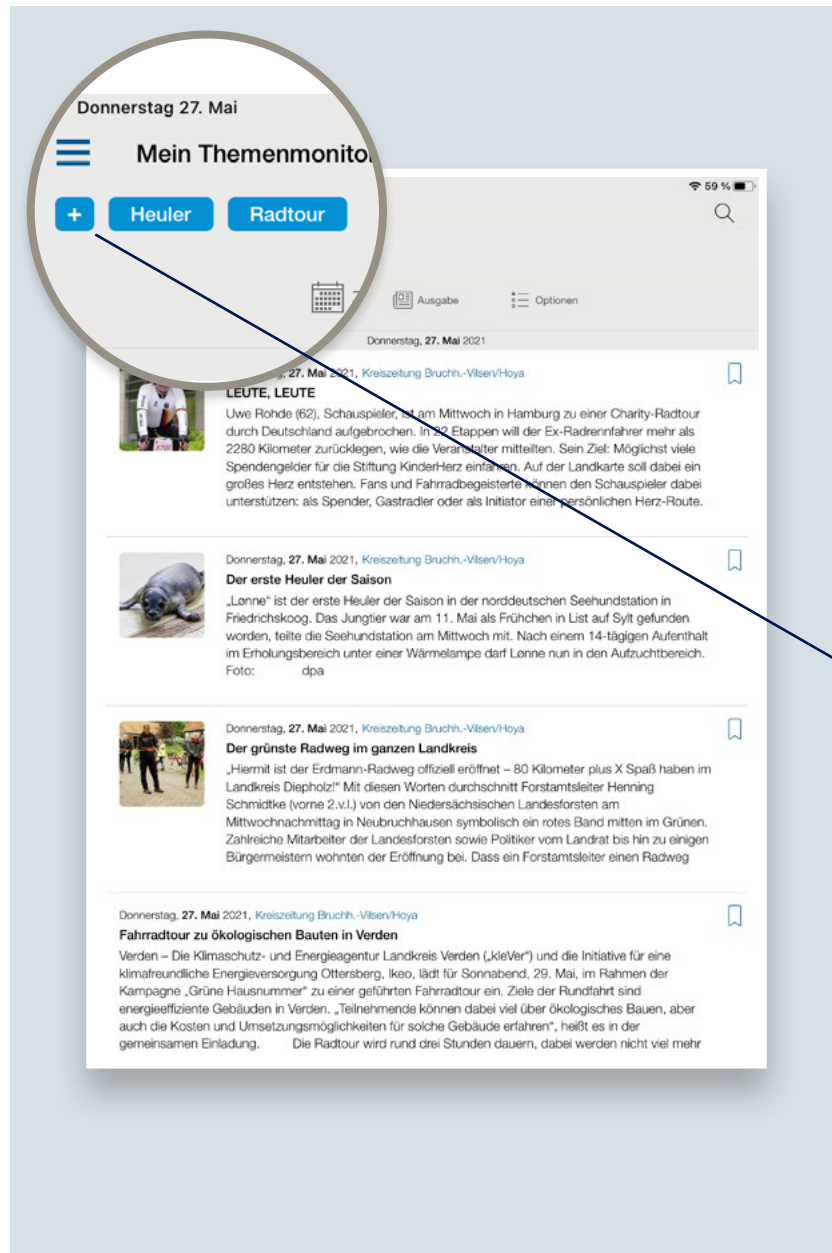 Donnerstag 27. Mai
Mein Themenmonito
+ Heuler Radtour
59 %
Ausgabe Optionen
Donnerstag, 27. Mai 2021
27. Mai 2021, Kreiszeitung Bruchh.-Vilsen/Hoya
LEUTE, LEUTE
Uwe Rohde (62), Schauspieler, ist am Mittwoch in Hamburg zu einer Charity-Radtour
durch Deutschland aufgebrochen. In 22 Etappen will der Ex-Radrennfahrer mehr als
2280 Kilometer zurücklegen, wie die Veranstalter mitteilten. Sein Ziel: Möglichst viele
Spendengelder für die Stiftung KinderHerz einfahren. Auf der Landkarte soll dabei ein
großes Herz entstehen. Fans und Fahrradbegeisterte können den Schauspieler dabei
unterstützen: als Spender, Gastradler oder als Initiator einer persönlichen Herz-Route.
Donnerstag, 27. Mai 2021, Kreiszeitung Bruchh.-Vilsen/Hoya
Der erste Heuler der Saison
„Lønne“ ist der erste Heuler der Saison in der norddeutschen Seehundstation in
Friedrichskoog. Das Jungtier war am 11. Mai als Frühchen in List auf Sylt gefunden
worden, teilte die Seehundstation am Mittwoch mit. Nach einem 14-tägigen Aufenthalt
im Erholungsbereich unter einer Wärmelampe darf Lønne nun in den Aufzuchtbereich.
Foto: dpa
Donnerstag, 27. Mai 2021, Kreiszeitung Bruchh.-Vilsen/Hoya
Der grünste Radweg im ganzen Landkreis
„Hiermit ist der Erdmann-Radweg offiziell eröffnet – 80 Kilometer plus X Spaß haben im
Landkreis Diepholz!“ Mit diesen Worten durchschnitt Forstamtsleiter Henning
Schmidtke (vorne 2.v.l.) von den Niedersächsischen Landesforsten am
Mittwochnachmittag in Neubruchhausen symbolisch ein rotes Band mitten im Grünen.
Zahlreiche Mitarbeiter der Landesforsten sowie Politiker vom Landrat bis hin zu einigen
Bürgermeistern wohnten der Eröffnung bei. Dass ein Forstamtsleiter einen Radweg
Donnerstag, 27. Mai 2021, Kreiszeitung Bruchh.-Vilsen/Hoya
Fahrradtour zu ökologischen Bauten in Verden
Verden – Die Klimaschutz- und Energieagentur Landkreis Verden („kleVer“) und die Initiative für eine
klimafreundliche Energieversorgung Ottersberg, Ikeo, lädt für Sonnabend, 29. Mai, im Rahmen der
Kampagne „Grüne Hausnummer“ zu einer geführten Fahrradtour ein. Ziele der Rundfahrt sind
energieeffiziente Gebäuden in Verden. „Teilnehmende können dabei viel über ökologisches Bauen, aber
auch die Kosten und Umsetzungsmöglichkeiten für solche Gebäude erfahren“, heißt es in der
gemeinsamen Einladung. Die Radtour wird rund drei Stunden dauern, dabei werden nicht viel mehr